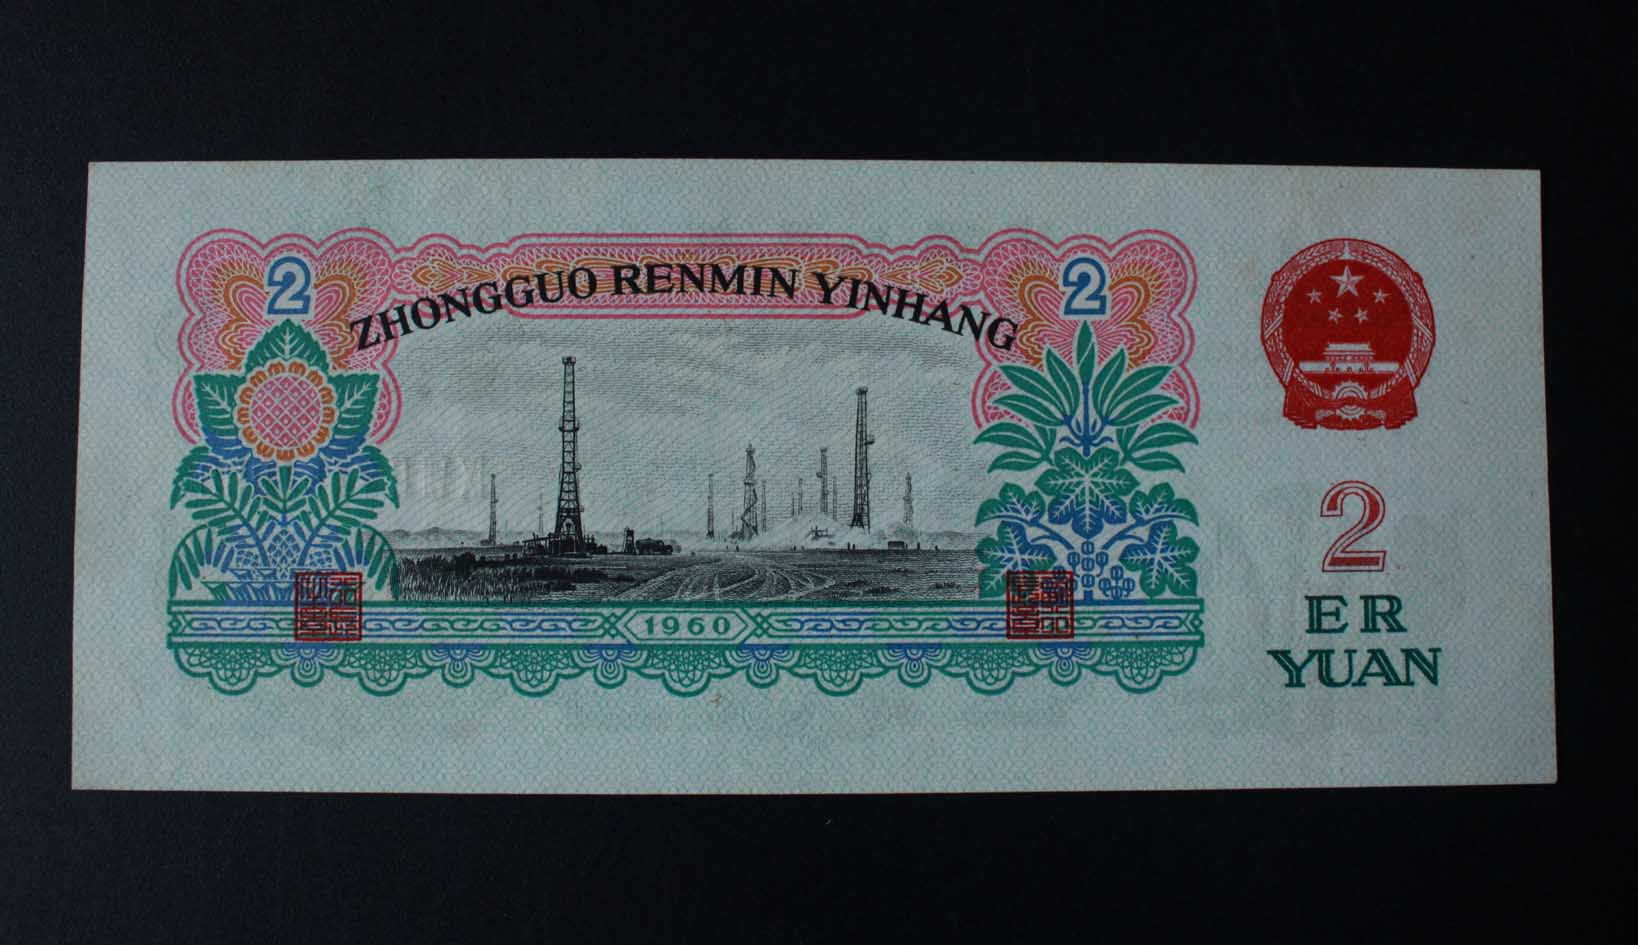 ZHONGGUO RENMIN YINHANG
2
2
1960
2
ER
YUAN